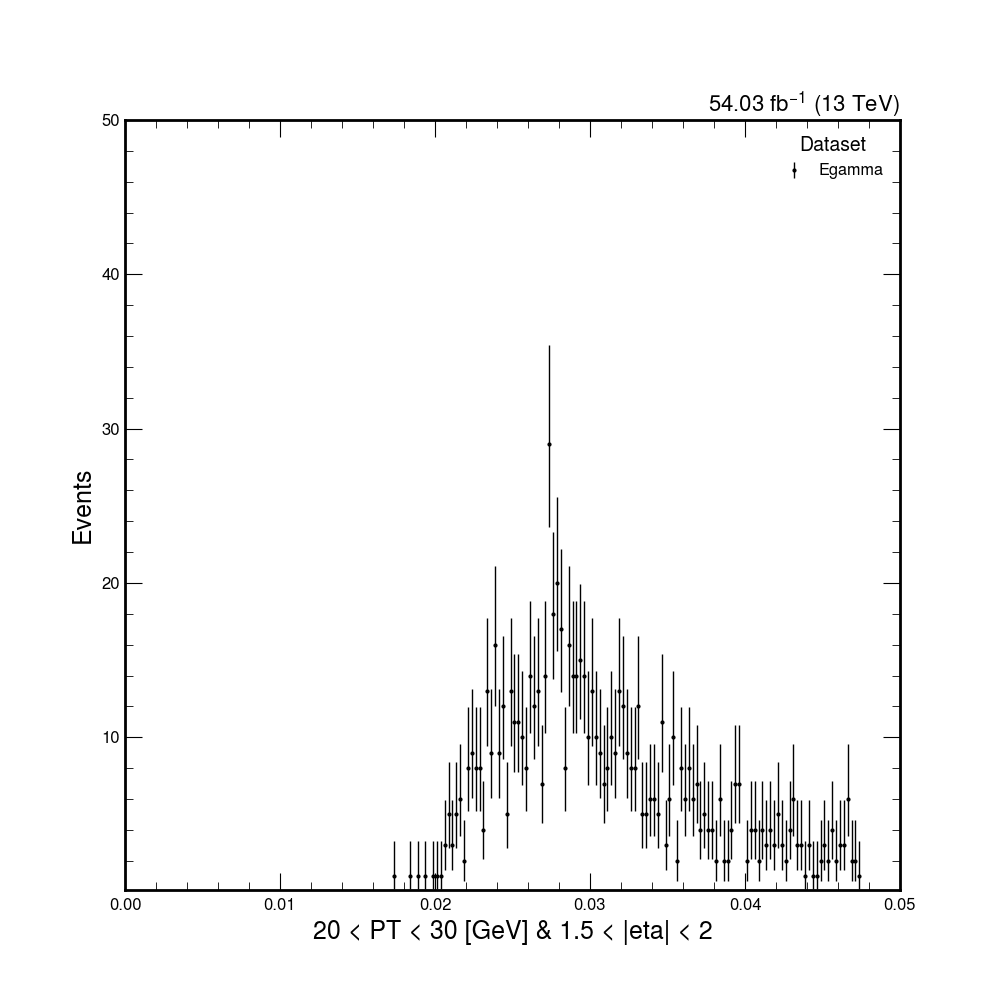 54.03 fb⁻¹ (13 TeV)
50
40
30
20
10
Events
Dataset
Egamma
0.00 0.01 0.02 0.03 0.04 0.05
20 < PT < 30 [GeV] & 1.5 < |eta| < 2